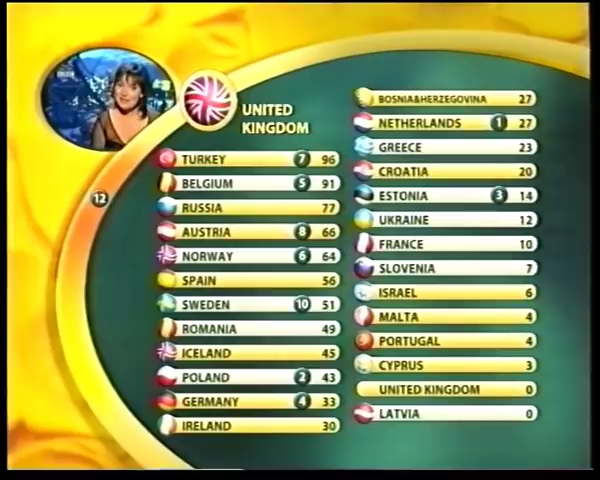 BBC
UNITED
KINGDOM
12
TURKEY 7 96
BELGIUM 5 91
RUSSIA 77
AUSTRIA 8 66
NORWAY 6 64
SPAIN 56
SWEDEN 10 51
ROMANIA 49
ICELAND 45
POLAND 2 43
GERMANY 4 33
IRELAND 30
BOSNIA&HERZEGOVINA 27
NETHERLANDS 1 27
GREECE 23
CROATIA 20
ESTONIA 3 14
UKRAINE 12
FRANCE 10
SLOVENIA 7
ISRAEL 6
MALTA 4
PORTUGAL 4
CYPRUS 3
UNITED KINGDOM 0
LATVIA 0